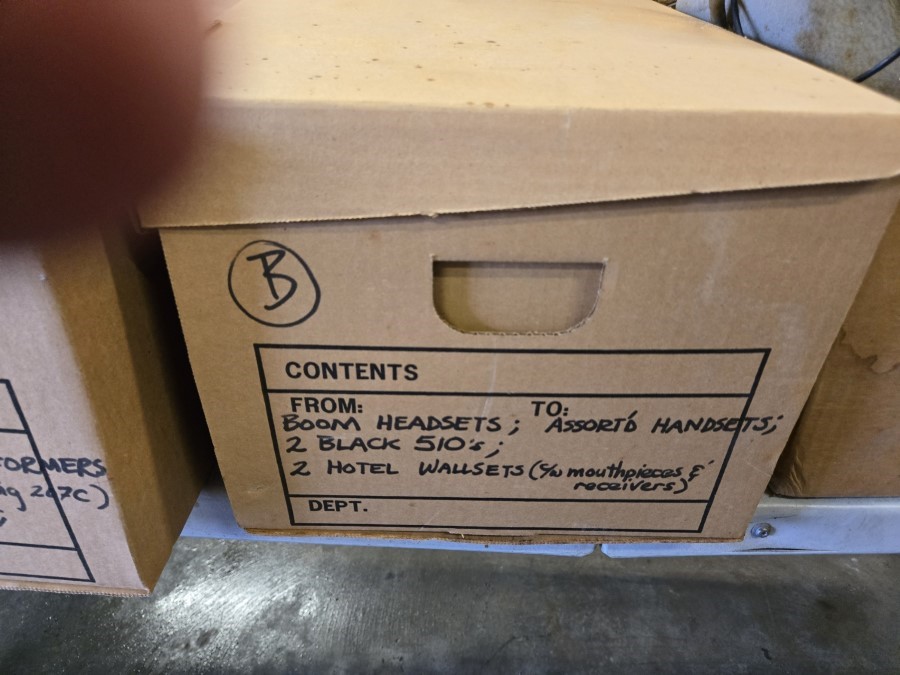 B
CONTENTS
FROM: TO:
BOOM HEADSETS; ASSORT'D HANDSETS;
2 BLACK 510's;
2 HOTEL WALLSETS (c/w mouthpieces &
receivers)
DEPT.
FORMERS
267C)